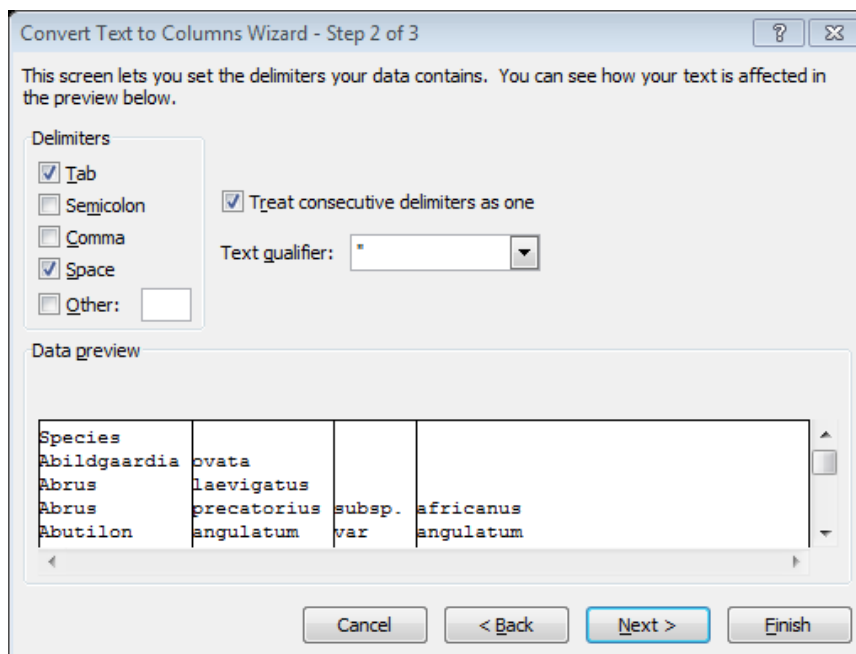 Convert Text to Columns Wizard - Step 2 of 3
This screen lets you set the delimiters your data contains. You can see how your text is affected in
the preview below.
Delimiters
Tab
Semicolon
Comma
Space
Other:
Treat consecutive delimiters as one
Text qualifier: "
Data preview
Species
Abildgaardia ovata
Abrus laevigatus
Abrus precatorius subsp. africanus
Abutilon angulatum var angulatum
Cancel < Back Next > Finish